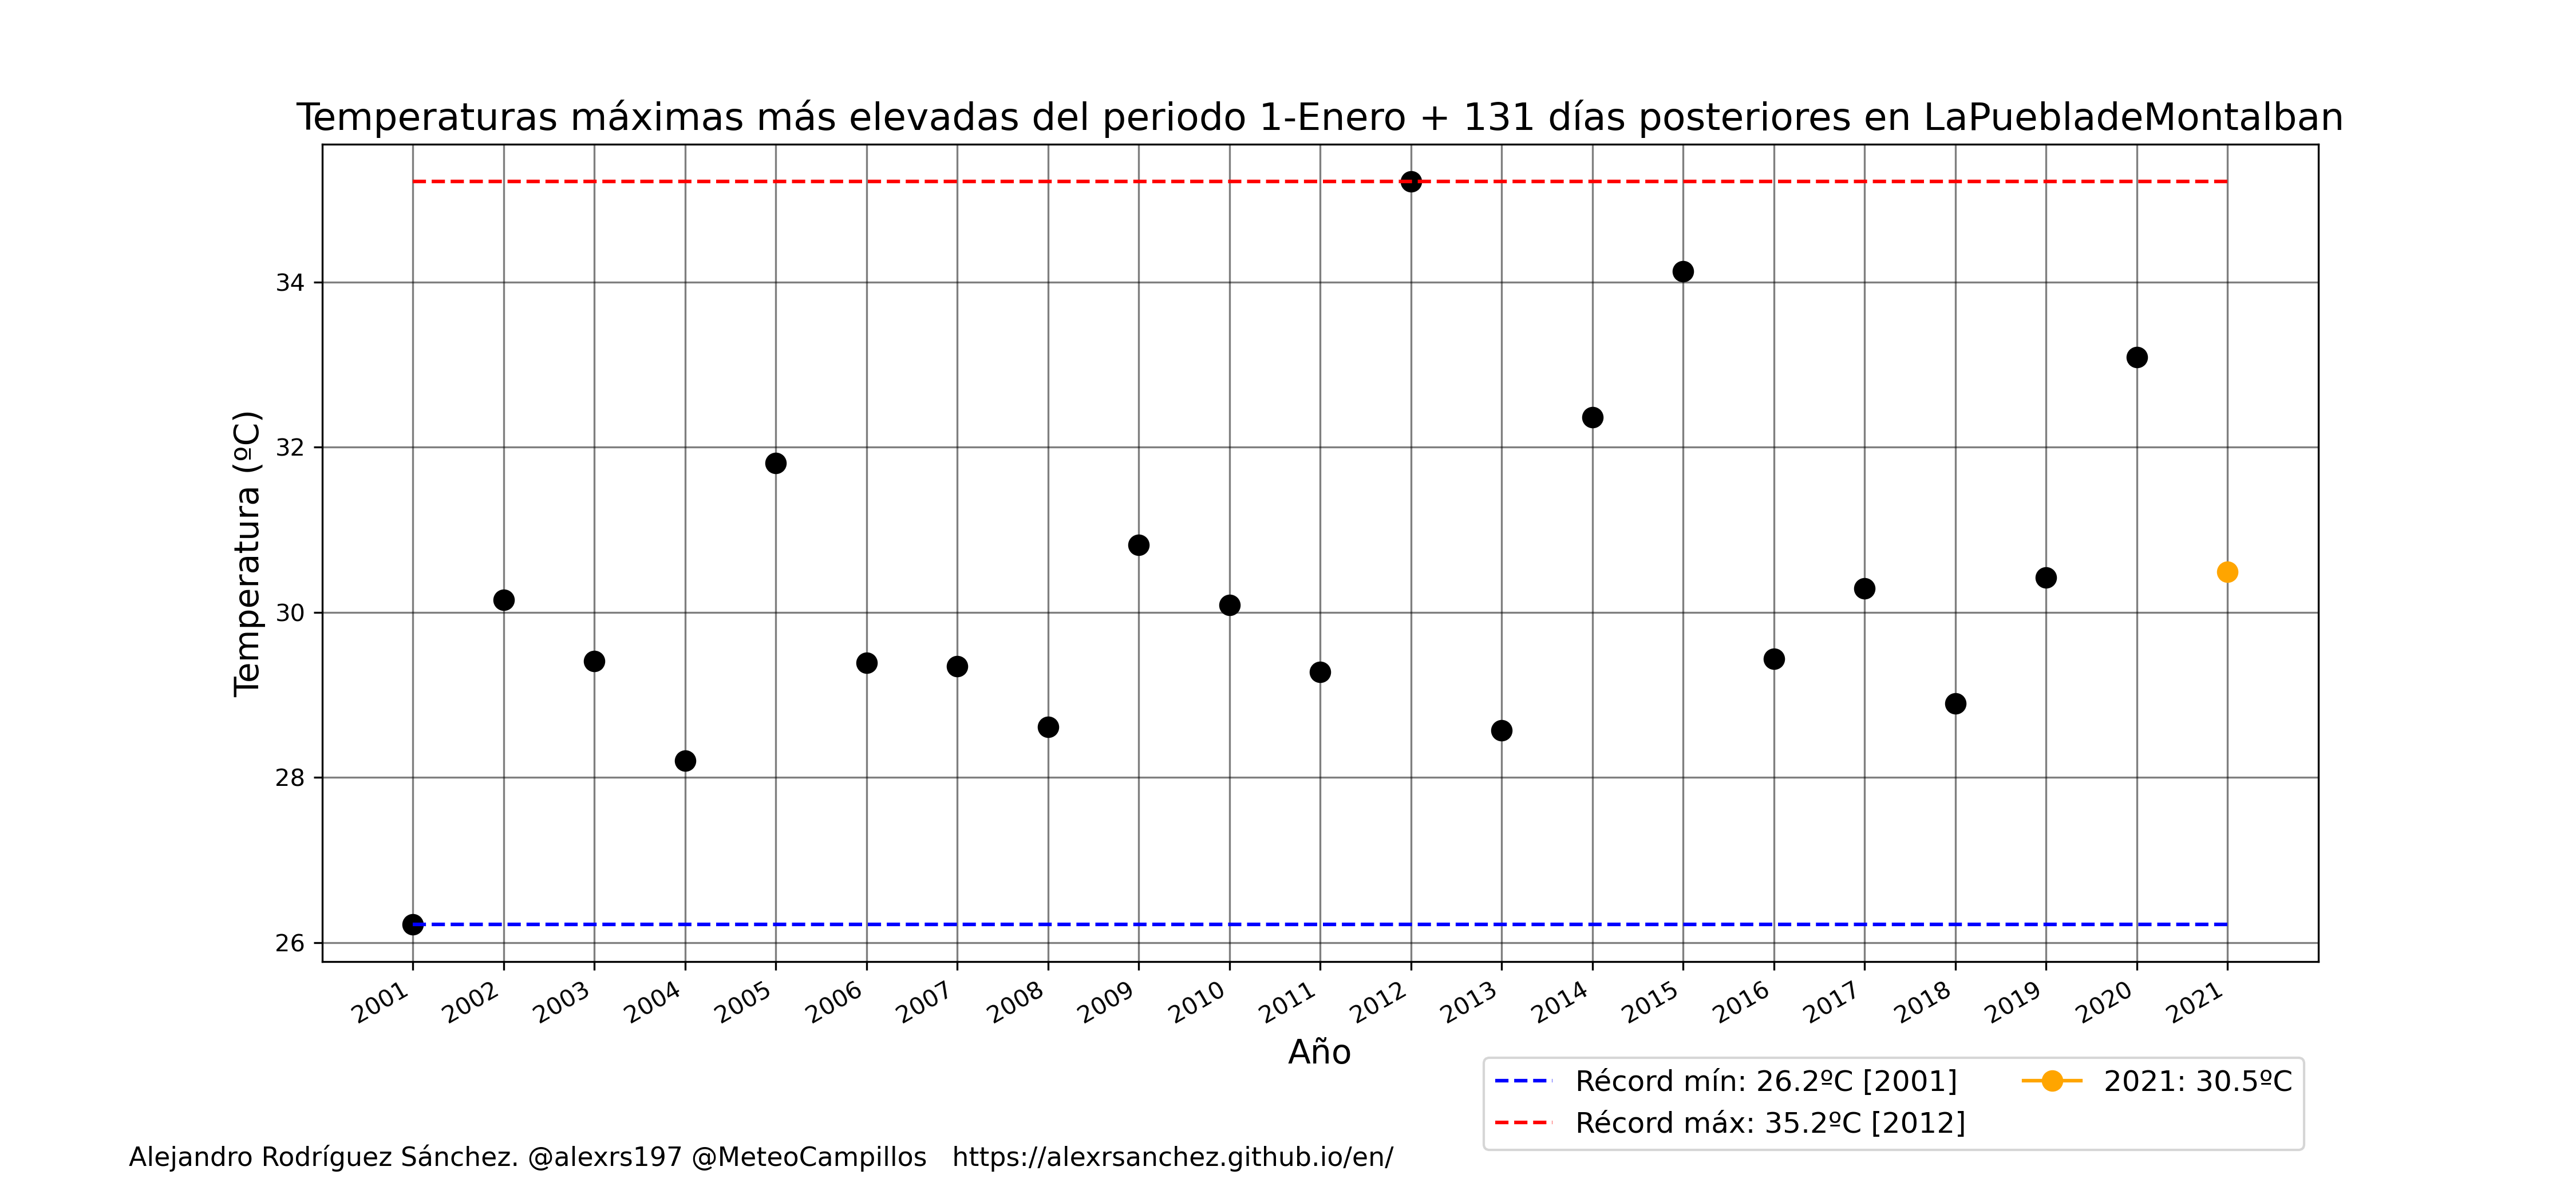 Temperaturas máximas más elevadas del periodo 1-Enero + 131 días posteriores en LaPuebladeMontalban
Temperatura (ºC)
34
32
30
28
26
2001 2002 2003 2004 2005 2006 2007 2008 2009 2010 2011 2012 2013 2014 2015 2016 2017 2018 2019 2020 2021
Año
Récord mín: 26.2ºC [2001]
Récord máx: 35.2ºC [2012]
2021: 30.5ºC
Alejandro Rodríguez Sánchez. @alexrs197 @MeteoCampillos https://alexrsanchez.github.io/en/